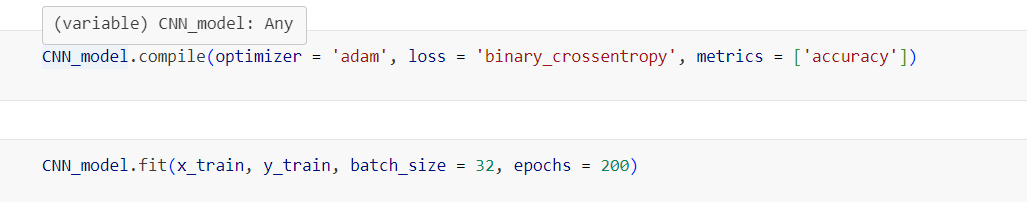 (variable) CNN_model: Any
CNN_model.compile(optimizer = 'adam', loss = 'binary_crossentropy', metrics = ['accuracy'])
CNN_model.fit(x_train, y_train, batch_size = 32, epochs = 200)